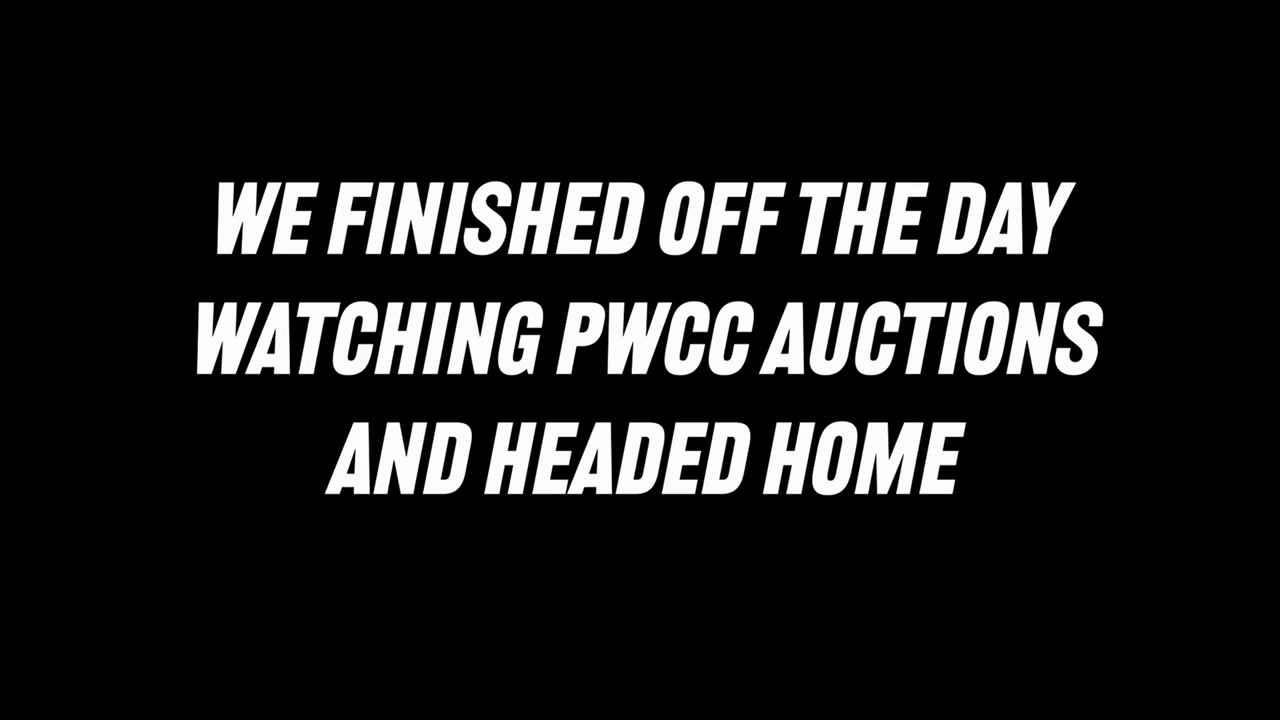 WE FINISHED OFF THE DAY
WATCHING PWCC AUCTIONS
AND HEADED HOME